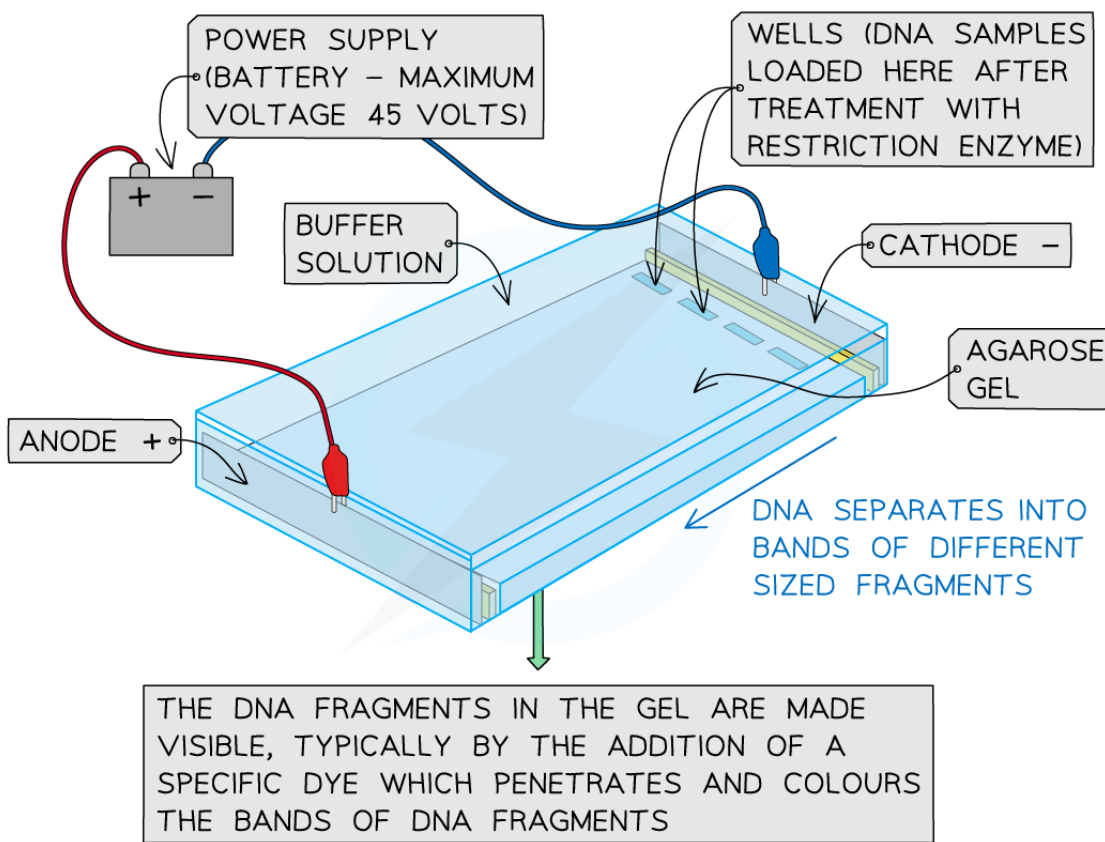 POWER SUPPLY
(BATTERY – MAXIMUM
VOLTAGE 45 VOLTS)
WELLS (DNA SAMPLES
LOADED HERE AFTER
TREATMENT WITH
RESTRICTION ENZYME)
+ −
BUFFER
SOLUTION
CATHODE −
AGAROSE
GEL
ANODE +
DNA SEPARATES INTO
BANDS OF DIFFERENT
SIZED FRAGMENTS
THE DNA FRAGMENTS IN THE GEL ARE MADE
VISIBLE, TYPICALLY BY THE ADDITION OF A
SPECIFIC DYE WHICH PENETRATES AND COLOURS
THE BANDS OF DNA FRAGMENTS